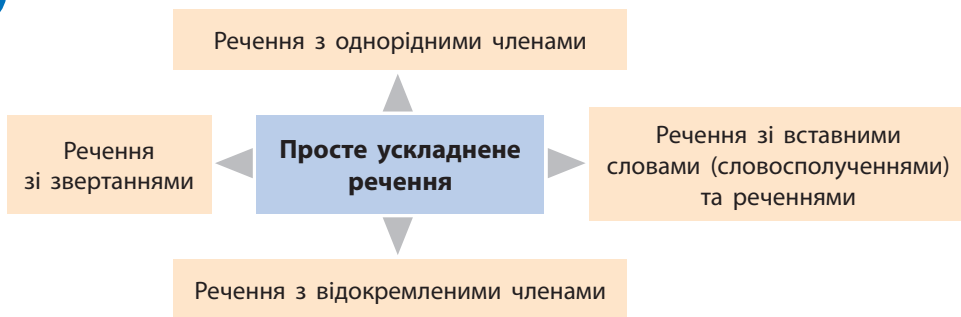 Речення з однорідними членами
Речення
зі звертаннями
Просте ускладнене
речення
Речення зі вставними
словами (словосполученнями)
та реченнями
Речення з відокремленими членами